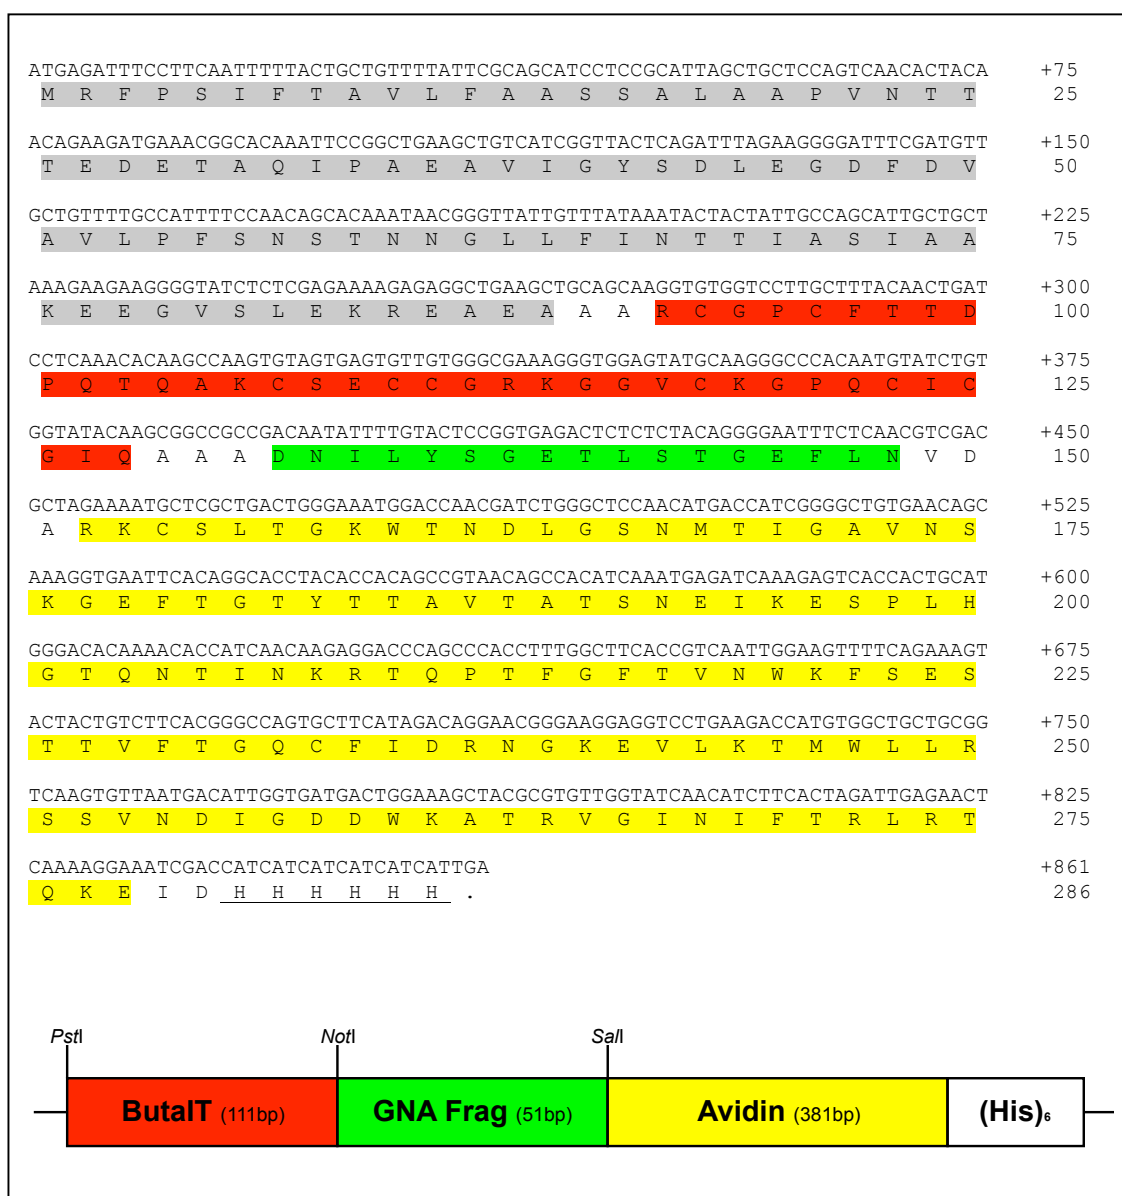 ATGAGATTTCCTTCAATTTTTACTGCTGTTTTATTCGCAGCATCCTCCGCATTAGCTGCTCCAGTCAACACTACA +75
M R F P S I F T A V L F A A S S A L A A P V N T T 25
ACAGAAGATGAAACGGCACAAATTCCGGCTGAAGCTGTCATCGGTTACTCAGATTTAGAAGGGGATTTCGATGTT +150
T E D E T A Q I P A E A V I G Y S D L E G D F D V 50
GCTGTTTTGCCATTTTCCAACAGCACAAATAACGGGTTATTGTTTATAAATACTACTATTGCCAGCATTGCTGCT +225
A V L P F S N S T N N G L L F I N T T I A S I A A 75
AAAGAAGAAGGGGTATCTCTCGAGAAAAGAGAGGCTGAAGCTGCAGCAAGGTGTGGTCCTTGCTTTACAACTGAT +300
K E E G V S L E K R E A E A A A R C G P C F T T D 100
CCTCAAACACAAGCCAAGTGTAGTGAGTGTTGTGGGCGAAAGGGTGGAGTATGCAAGGGCCCACAATGTATCTGT +375
P Q T Q A K C S E C C G R K G G V C K G P Q C I C 125
GGTATACAAGCGGCCGCCGACAATATTTTGTACTCCGGTGAGACTCTCTCTACAGGGGAATTTCTCAACGTCGAC +450
G I Q A A A D N I L Y S G E T L S T G E F L N V D 150
GCTAGAAAATGCTCGCTGACTGGGAAATGGACCAACGATCTGGGCTCCAACATGACCATCGGGGCTGTGAACAGC +525
A R K C S L T G K W T N D L G S N M T I G A V N S 175
AAAGGTGAATTCACAGGCACCTACACCACAGCCGTAACAGCCACATCAAATGAGATCAAAGAGTCACCACTGCAT +600
K G E F T G T Y T T A V T A T S N E I K E S P L H 200
GGGACACAAAACACCATCAACAAGAGGACCCAGCCCACCTTTGGCTTCACCGTCAATTGGAAGTTTTCAGAAAGT +675
G T Q N T I N K R T Q P T F G F T V N W K F S E S 225
ACTACTGTCTTCACGGGCCAGTGCTTCATAGACAGGAACGGGAAGGAGGTCCTGAAGACCATGTGGCTGCTGCGG +750
T T V F T G Q C F I D R N G K E V L K T M W L L R 250
TCAAGTGTTAATGACATTGGTGATGACTGGAAAGCTACGCGTGTTGGTATCAACATCTTCACTAGATTGAGAACT +825
S S V N D I G D D W K A T R V G I N I F T R L R T 275
CAAAAGGAAATCGACCATCATCATCATCATCATTGA +861
Q K E I D H H H H H H . 286
PstI NotI SalI
ButaIT (111bp) GNA Frag (51bp) Avidin (381bp) (His)₆